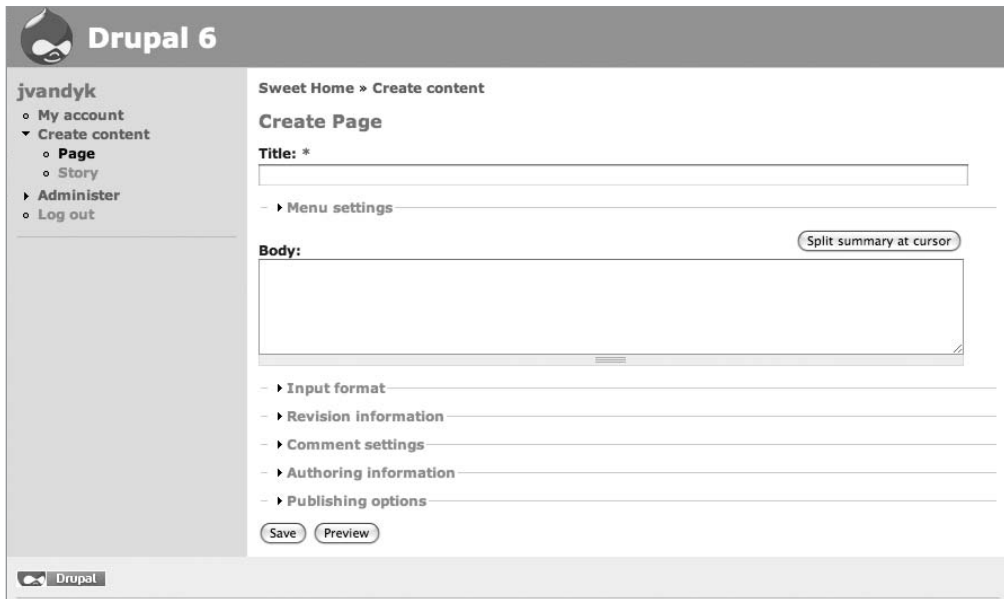 Drupal 6
jvandyk
My account
Create content
Page
Story
Administer
Log out
Sweet Home » Create content
Create Page
Title: *
Menu settings
Split summary at cursor
Body:
Input format
Revision information
Comment settings
Authoring information
Publishing options
Save Preview
Drupal